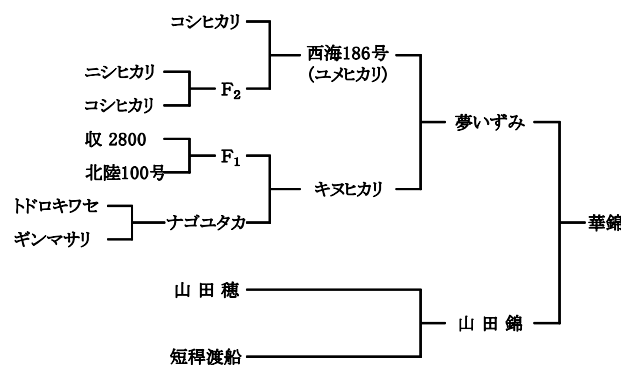 コシヒカリ
西海186号
(ユメヒカリ)
ニシヒカリ
F2
コシヒカリ
夢いずみ
収 2800
F1
北陸100号
キヌヒカリ
トドロキワセ
ナゴユタカ
ギンマサリ
華錦
山 田 穂
山 田 錦
短稈渡船